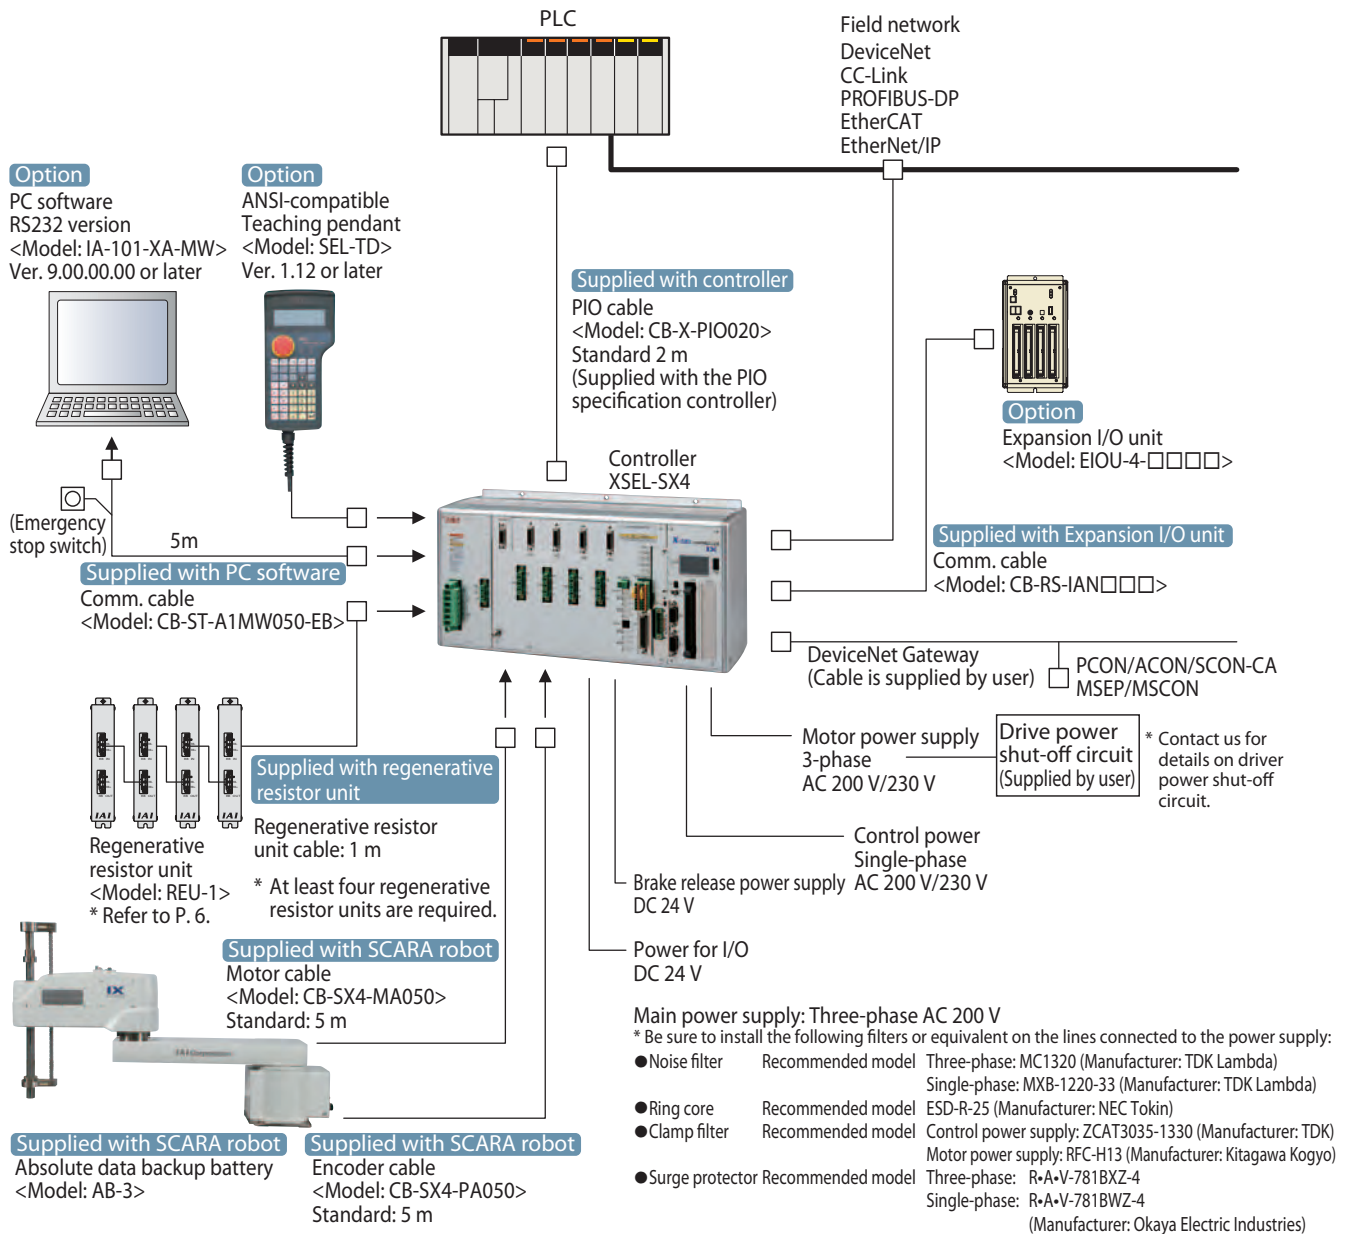 PLC
Field network
DeviceNet
CC-Link
PROFIBUS-DP
EtherCAT
EtherNet/IP
Option
PC software
RS232 version
<Model: IA-101-XA-MW>
Ver. 9.00.00.00 or later
Option
ANSI-compatible
Teaching pendant
<Model: SEL-TD>
Ver. 1.12 or later
Supplied with controller
PIO cable
<Model: CB-X-PIO020>
Standard 2 m
(Supplied with the PIO
specification controller)
Option
Expansion I/O unit
<Model: EIOU-4-□□□□>
Controller
XSEL-SX4
(Emergency
stop switch)
5m
Supplied with PC software
Comm. cable
<Model: CB-ST-A1MW050-EB>
Supplied with Expansion I/O unit
Comm. cable
<Model: CB-RS-IAN□□□>
DeviceNet Gateway
(Cable is supplied by user)
PCON/ACON/SCON-CA
MSEP/MSCON
Motor power supply
3-phase
AC 200 V/230 V
Drive power
shut-off circuit
(Supplied by user)
* Contact us for
details on driver
power shut-off
circuit.
IAI IAI IAI IAI
Supplied with regenerative
resistor unit
Regenerative resistor
unit cable: 1 m
* At least four regenerative
resistor units are required.
Regenerative
resistor unit
<Model: REU-1>
* Refer to P. 6.
Control power
Single-phase
AC 200 V/230 V
Brake release power supply
DC 24 V
Power for I/O
DC 24 V
Supplied with SCARA robot
Motor cable
<Model: CB-SX4-MA050>
Standard: 5 m
IX
Supplied with SCARA robot
Absolute data backup battery
<Model: AB-3>
Supplied with SCARA robot
Encoder cable
<Model: CB-SX4-PA050>
Standard: 5 m
Main power supply: Three-phase AC 200 V
* Be sure to install the following filters or equivalent on the lines connected to the power supply:
●Noise filter Recommended model Three-phase: MC1320 (Manufacturer: TDK Lambda)
Single-phase: MXB-1220-33 (Manufacturer: TDK Lambda)
●Ring core Recommended model ESD-R-25 (Manufacturer: NEC Tokin)
●Clamp filter Recommended model Control power supply: ZCAT3035-1330 (Manufacturer: TDK)
Motor power supply: RFC-H13 (Manufacturer: Kitagawa Kogyo)
●Surge protector Recommended model Three-phase: R•A•V-781BXZ-4
Single-phase: R•A•V-781BWZ-4
(Manufacturer: Okaya Electric Industries)